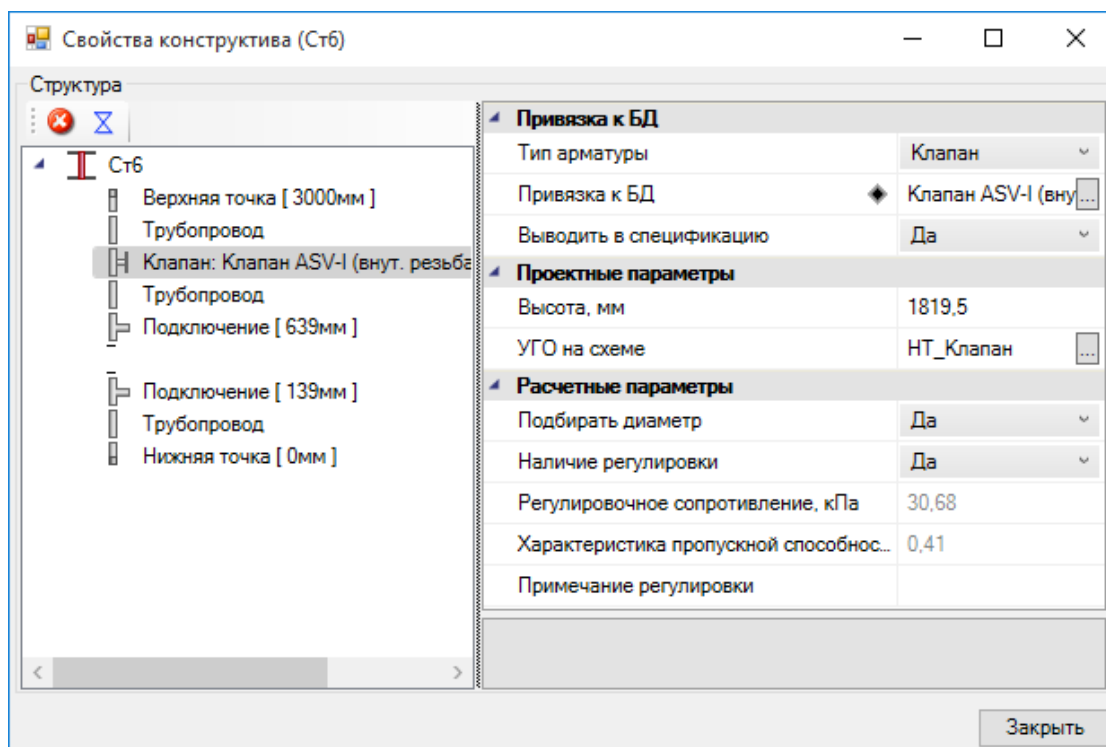 Свойства конструктива (Ст6)
Структура
Ст6
Верхняя точка [ 3000мм ]
Трубопровод
Клапан: Клапан ASV-I (внут. резьба
Трубопровод
Подключение [ 639мм ]
Подключение [ 139мм ]
Трубопровод
Нижняя точка [ 0мм ]
Привязка к БД
Тип арматуры Клапан
Привязка к БД Клапан ASV-I (вну ...
Выводить в спецификацию Да
Проектные параметры
Высота, мм 1819,5
УГО на схеме НТ_Клапан ...
Расчетные параметры
Подбирать диаметр Да
Наличие регулировки Да
Регулировочное сопротивление, кПа 30,68
Характеристика пропускной способнос... 0,41
Примечание регулировки
Закрыть